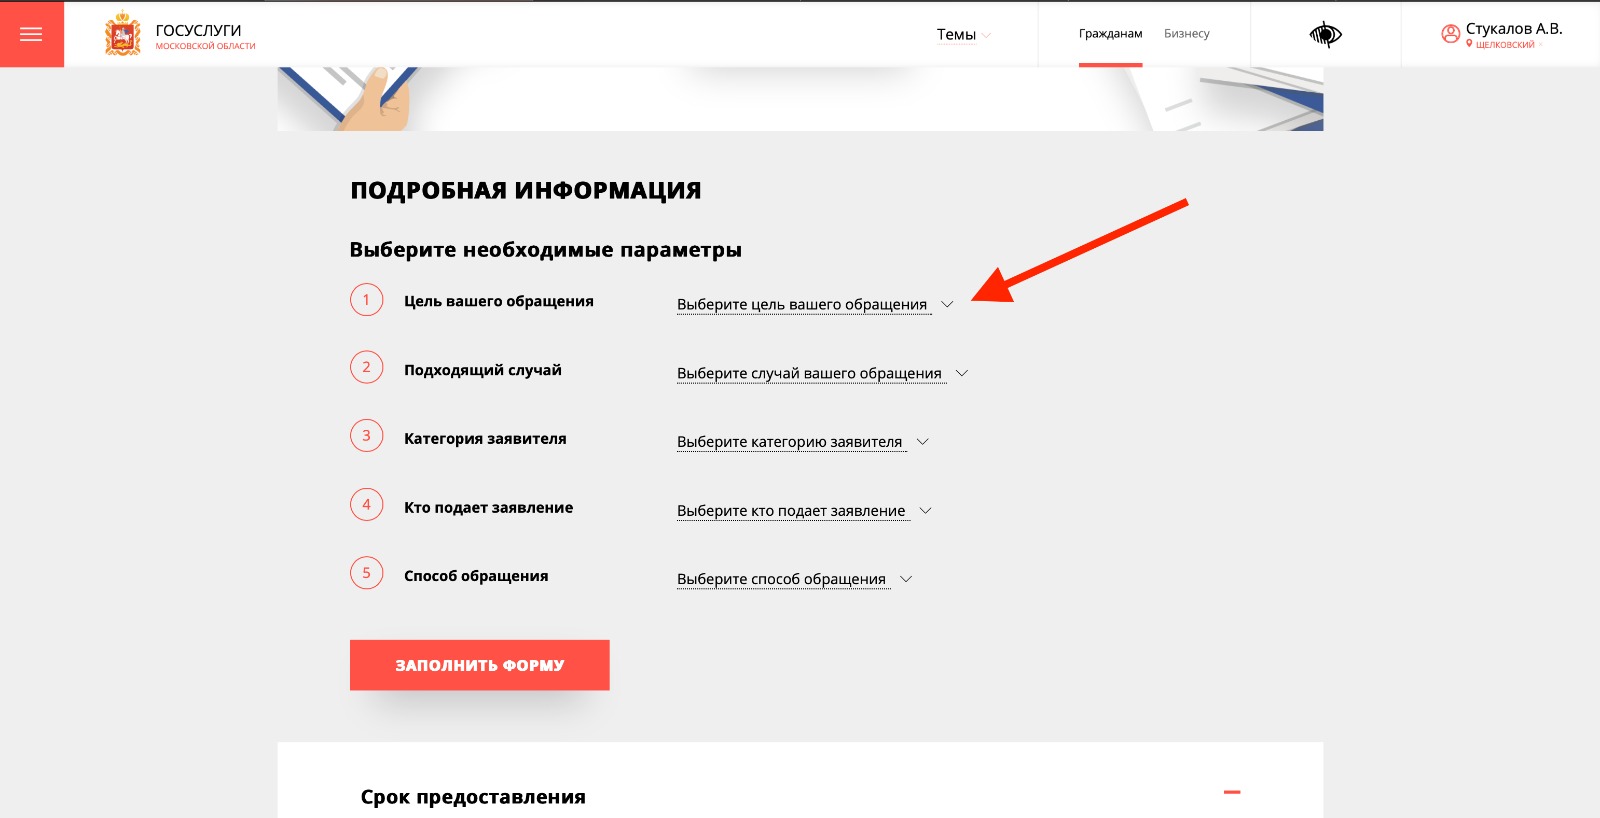 ГОСУСЛУГИ
МОСКОВСКОЙ ОБЛАСТИ
Темы
Гражданам
Бизнесу
Стукалов А.В.
ЩЕЛКОВСКИЙ
ПОДРОБНАЯ ИНФОРМАЦИЯ
Выберите необходимые параметры
1 Цель вашего обращения Выберите цель вашего обращения
2 Подходящий случай Выберите случай вашего обращения
3 Категория заявителя Выберите категорию заявителя
4 Кто подает заявление Выберите кто подает заявление
5 Способ обращения Выберите способ обращения
ЗАПОЛНИТЬ ФОРМУ
Срок предоставления